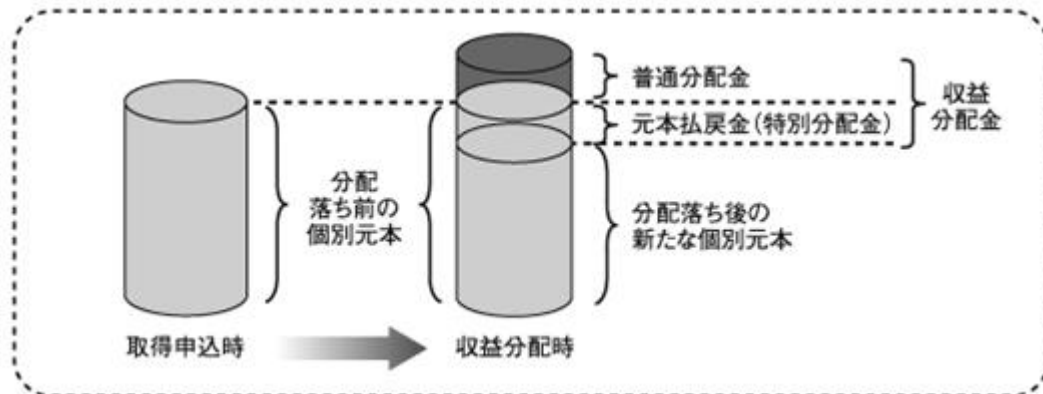 普通分配金
元本払戻金(特別分配金)
収益
分配金
分配
落ち前の
個別元本
分配落ち後の
新たな個別元本
取得申込時
収益分配時